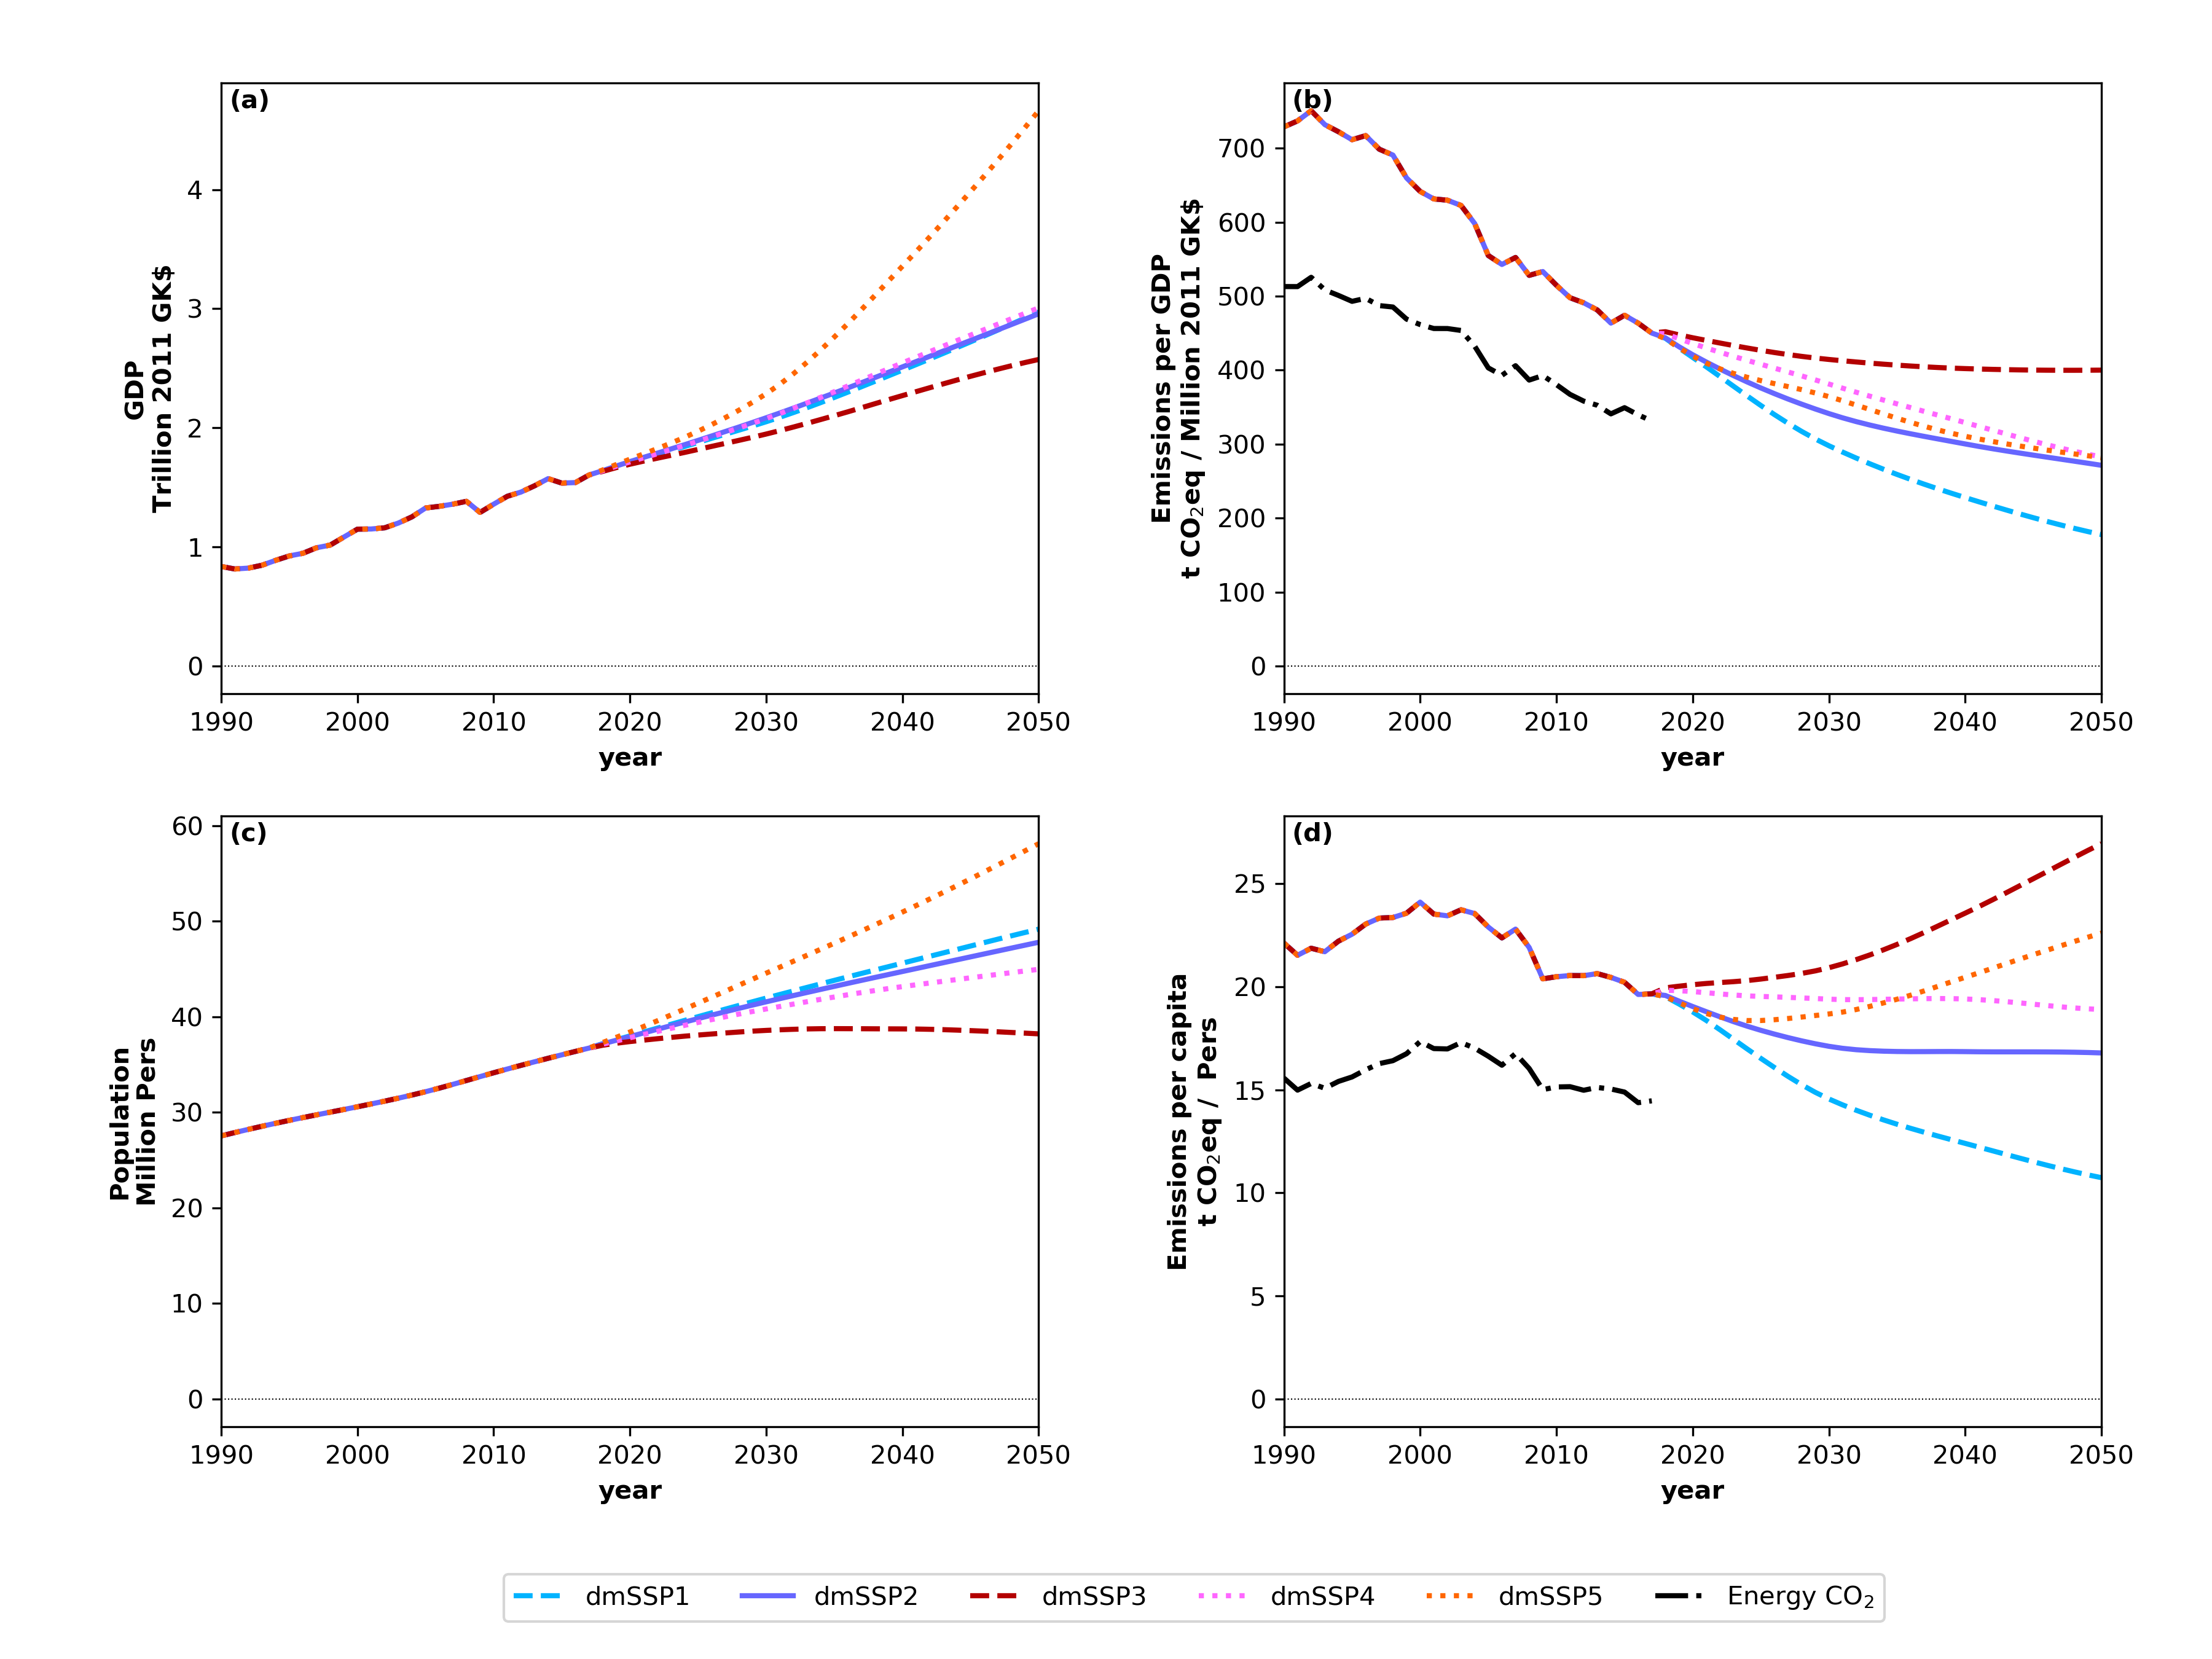 (a)
GDP
Trillion 2011 GK$
4
3
2
1
0
1990 2000 2010 2020 2030 2040 2050
year
(b)
Emissions per GDP
t CO₂eq / Million 2011 GK$
700
600
500
400
300
200
100
0
1990 2000 2010 2020 2030 2040 2050
year
(c)
Population
Million Pers
60
50
40
30
20
10
0
1990 2000 2010 2020 2030 2040 2050
year
(d)
Emissions per capita
t CO₂eq / Pers
25
20
15
10
5
0
1990 2000 2010 2020 2030 2040 2050
year
dmSSP1 dmSSP2 dmSSP3 dmSSP4 dmSSP5 Energy CO₂